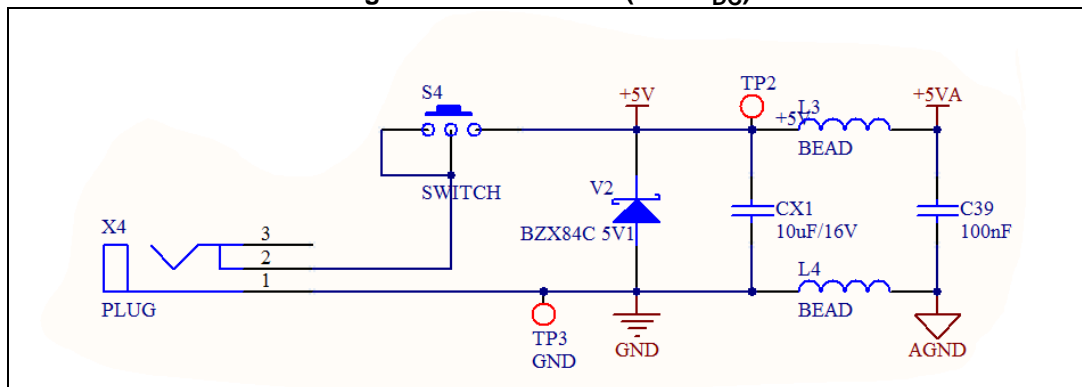 TP2
S4
+5V
L3
+5VA
+5V
BEAD
SWITCH
V2
X4
CX1
C39
3
BZX84C 5V1
10uF/16V
100nF
2
L4
1
PLUG
BEAD
TP3
GND
GND
AGND